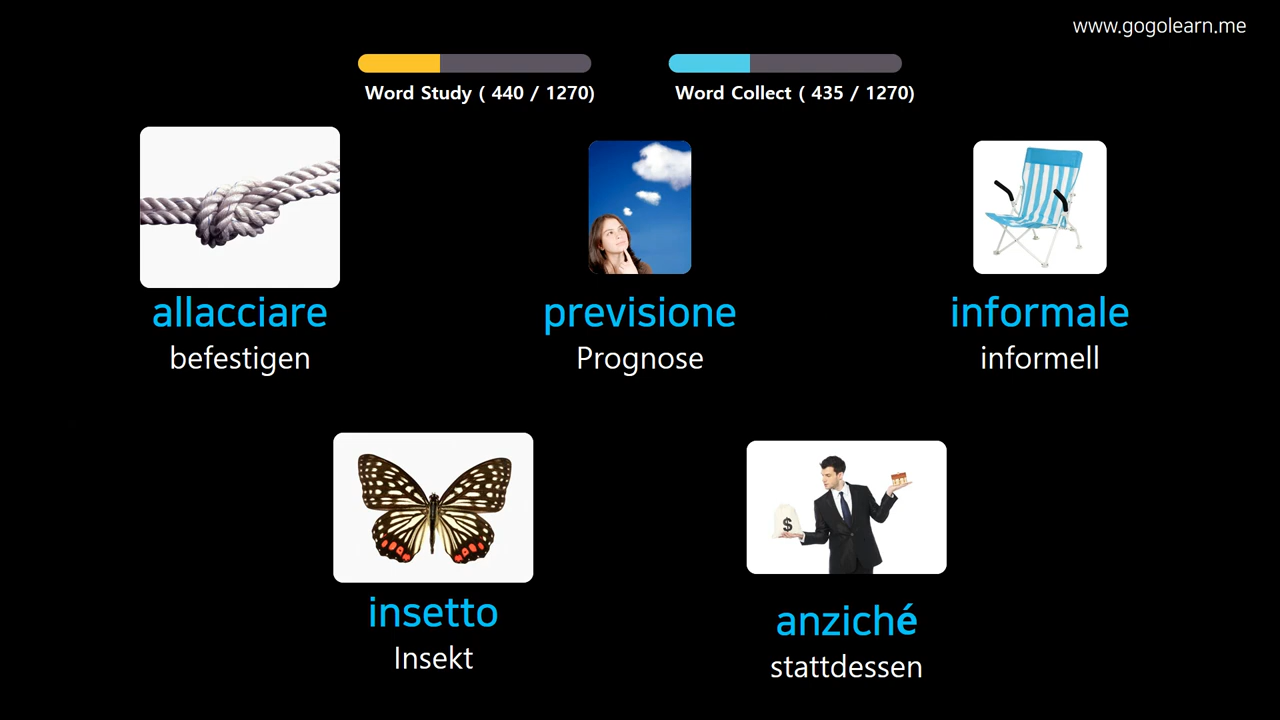 www.gogolearn.me
Word Study ( 440 / 1270)
Word Collect ( 435 / 1270)
allacciare
befestigen
previsione
Prognose
informale
informell
insetto
Insekt
$
anziché
stattdessen